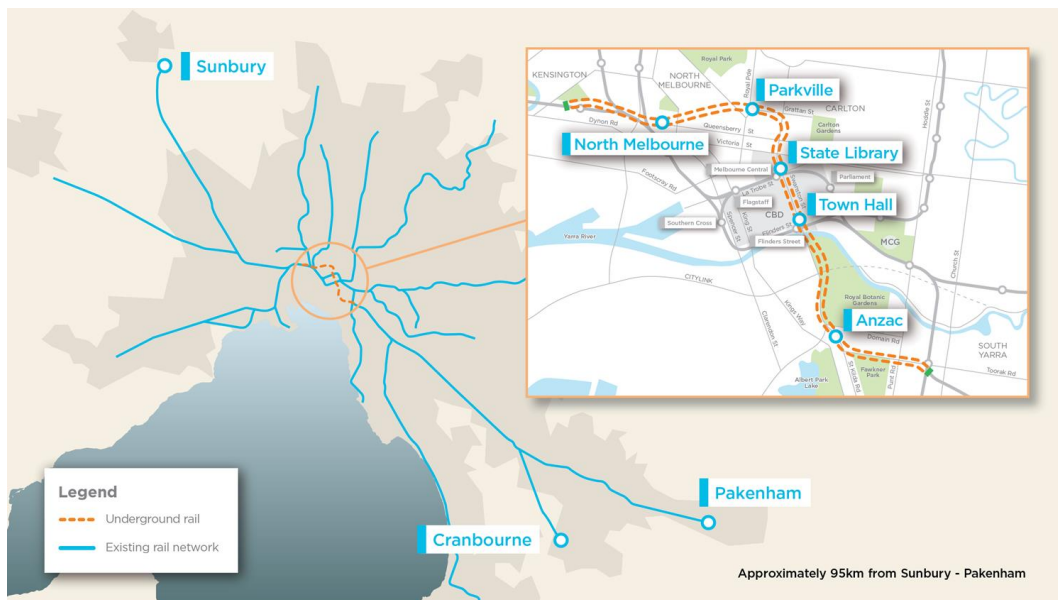 Sunbury
Cranbourne
Pakenham
Legend
Underground rail
Existing rail network
Approximately 95km from Sunbury - Pakenham
Royal Park
KENSINGTON
NORTH
MELBOURNE
Royal Pde
Parkville
Grattan St
CARLTON
Carlton
Gardens
Hoddle St
Dynon Rd
North Melbourne
Queensberry St
Victoria St
State Library
Melbourne Central
Footscray Rd
La Trobe St
Swanston St
Parliament
Flagstaff
Town Hall
CBD
Southern Cross
Spencer St
King St
Flinders St
Yarra River
Flinders Street
MCG
Church St
CITYLINK
Kings Way
Clarendon St
Royal Botanic
Gardens
Anzac
Domain Rd
SOUTH
YARRA
St Kilda Rd
Fawkner
Park
Punt Rd
Toorak Rd
Albert Park
Lake